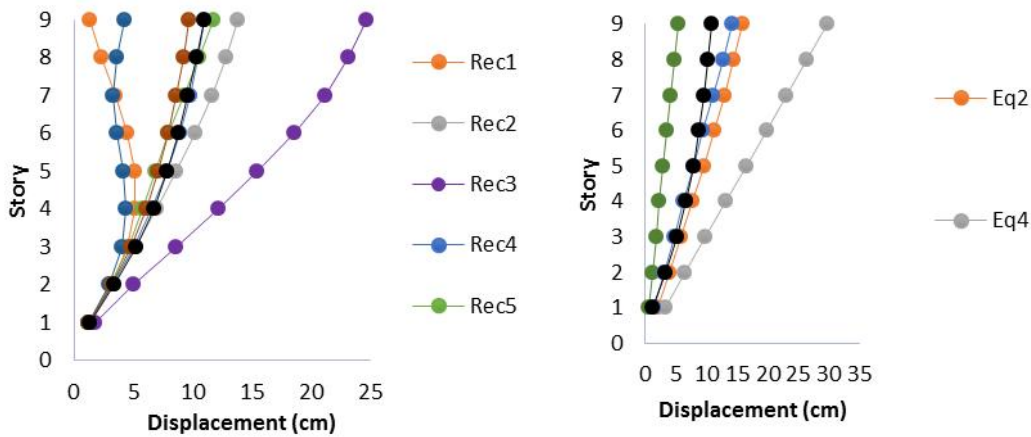 9
8
7
6
5
4
3
2
1
0
Story
0 5 10 15 20 25
Displacement (cm)
Rec1
Rec2
Rec3
Rec4
Rec5
9
8
7
6
5
4
3
2
1
0
Story
0 5 10 15 20 25 30 35
Displacement (cm)
Eq2
Eq4